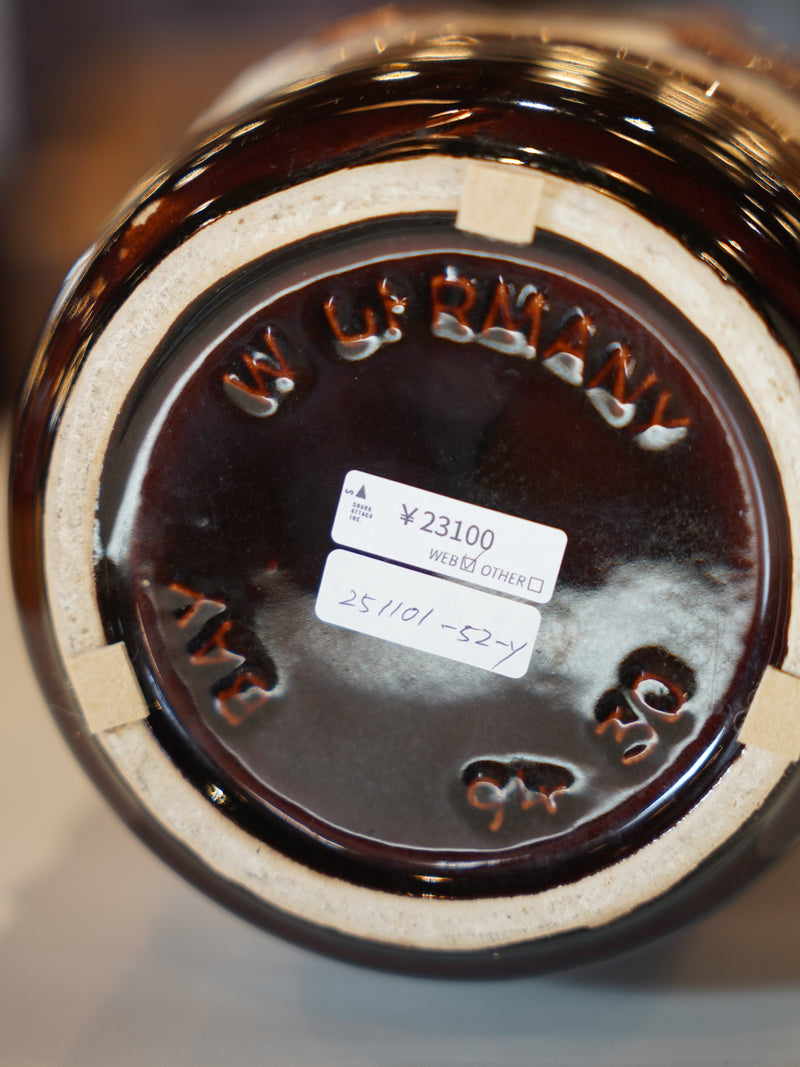 W. GERMANY
SHARK
ATTACK
INC.
¥23100
WEB☑ OTHER☐
251101-52-y
BAY